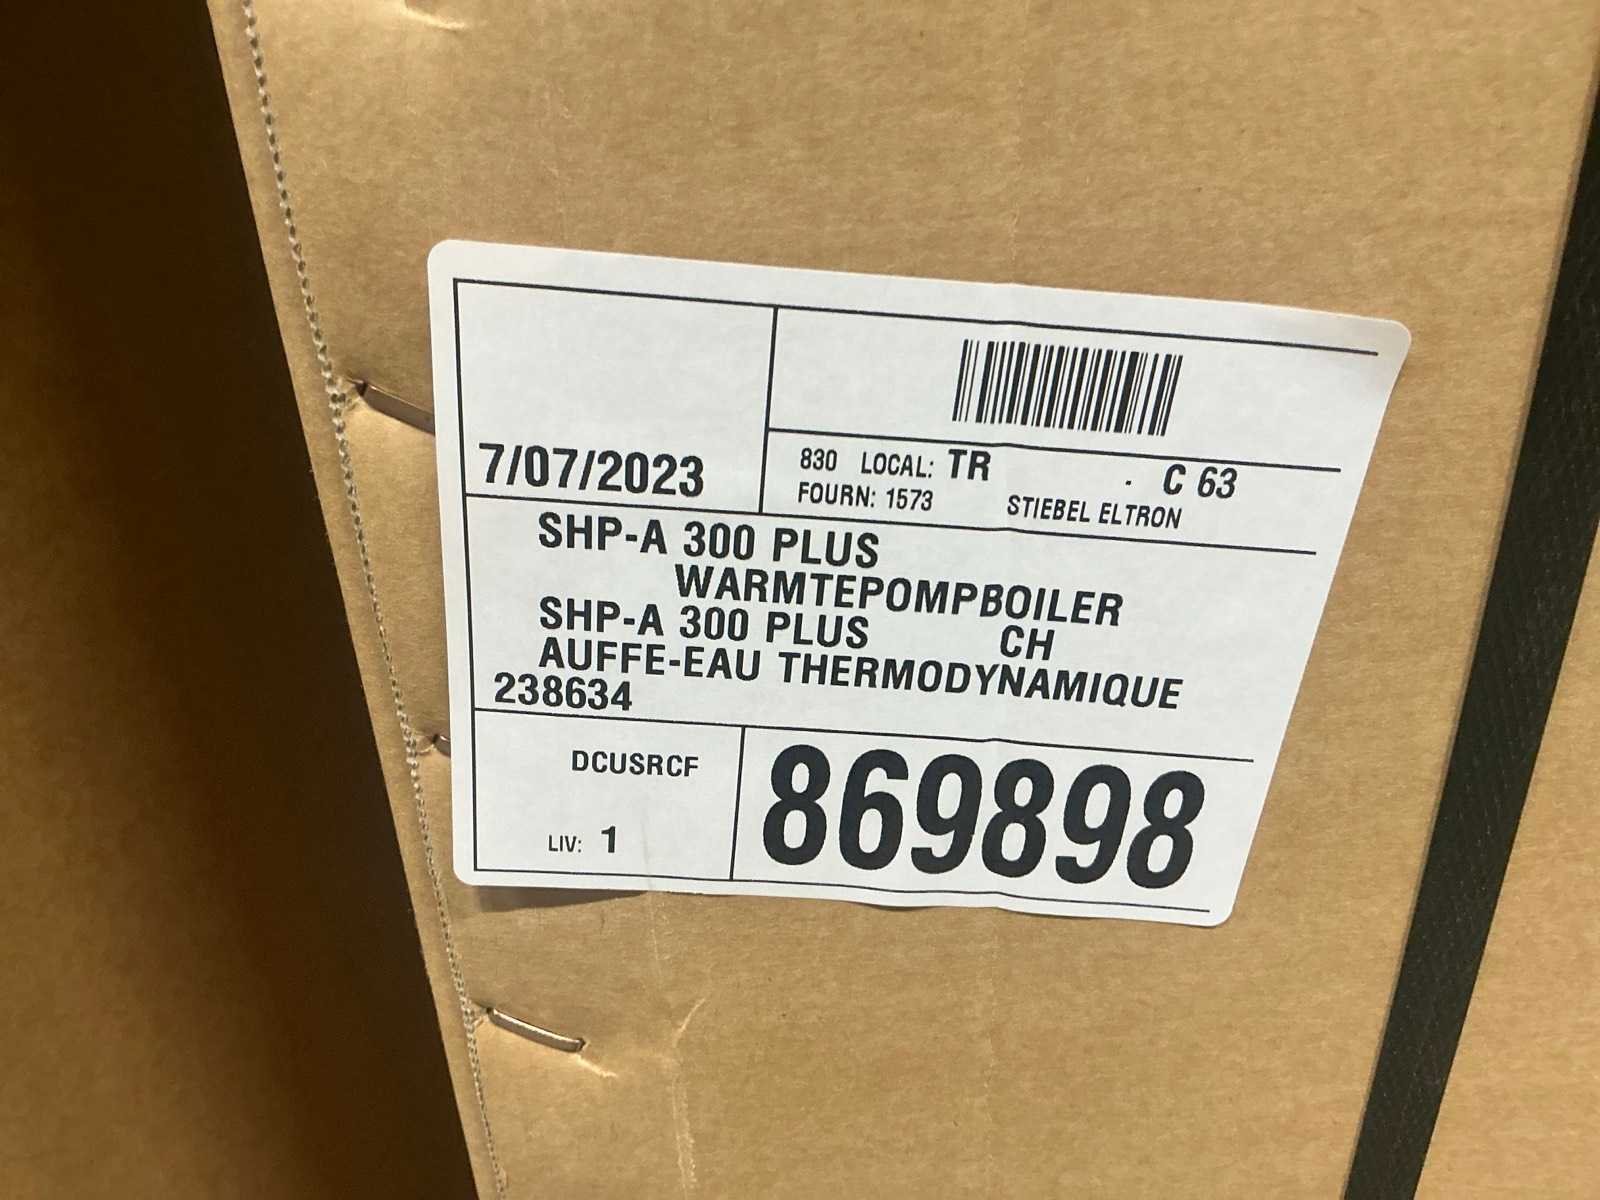 7/07/2023
830 LOCAL: TR . C 63
FOURN: 1573 STIEBEL ELTRON
SHP-A 300 PLUS
WARMTEPOMPBOILER
SHP-A 300 PLUS CH
AUFFE-EAU THERMODYNAMIQUE
238634
DCUSRCF
LIV: 1
869898